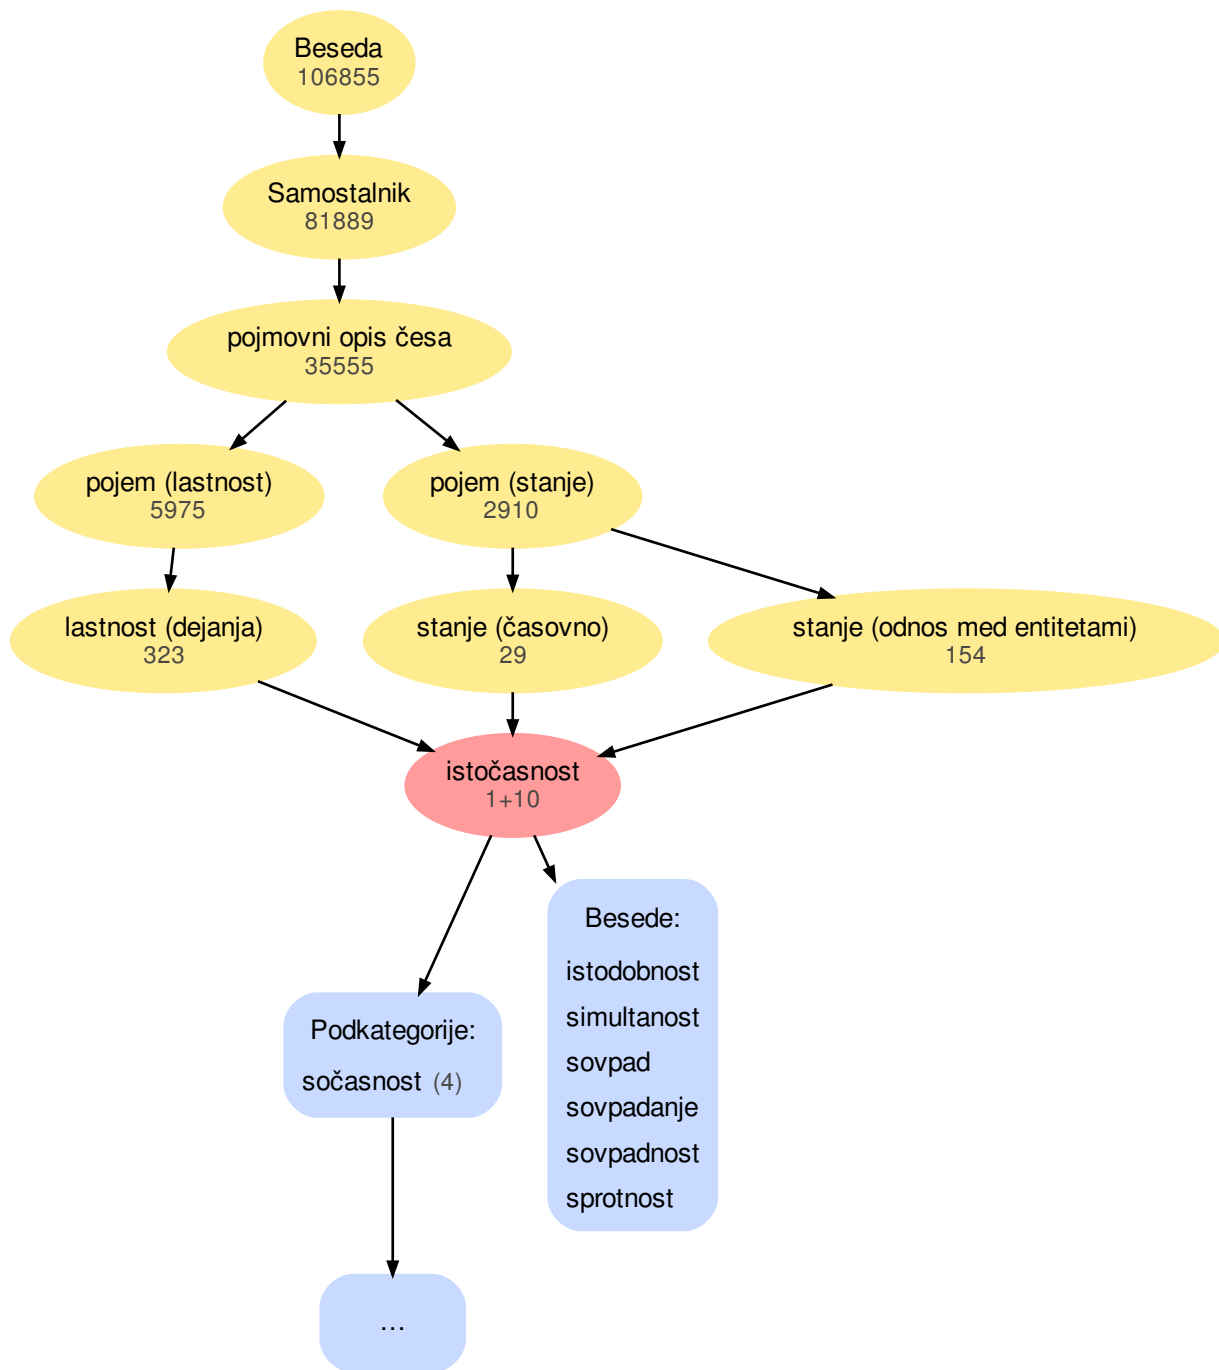 Beseda
106855
Samostalnik
81889
pojmovni opis česa
35555
pojem (lastnost)
5975
pojem (stanje)
2910
lastnost (dejanja)
323
stanje (časovno)
29
stanje (odnos med entitetami)
154
istočasnost
1+10
Besede:
istodobnost
simultanost
sovpad
sovpadanje
sovpadnost
sprotnost
Podkategorije:
sočasnost (4)
...